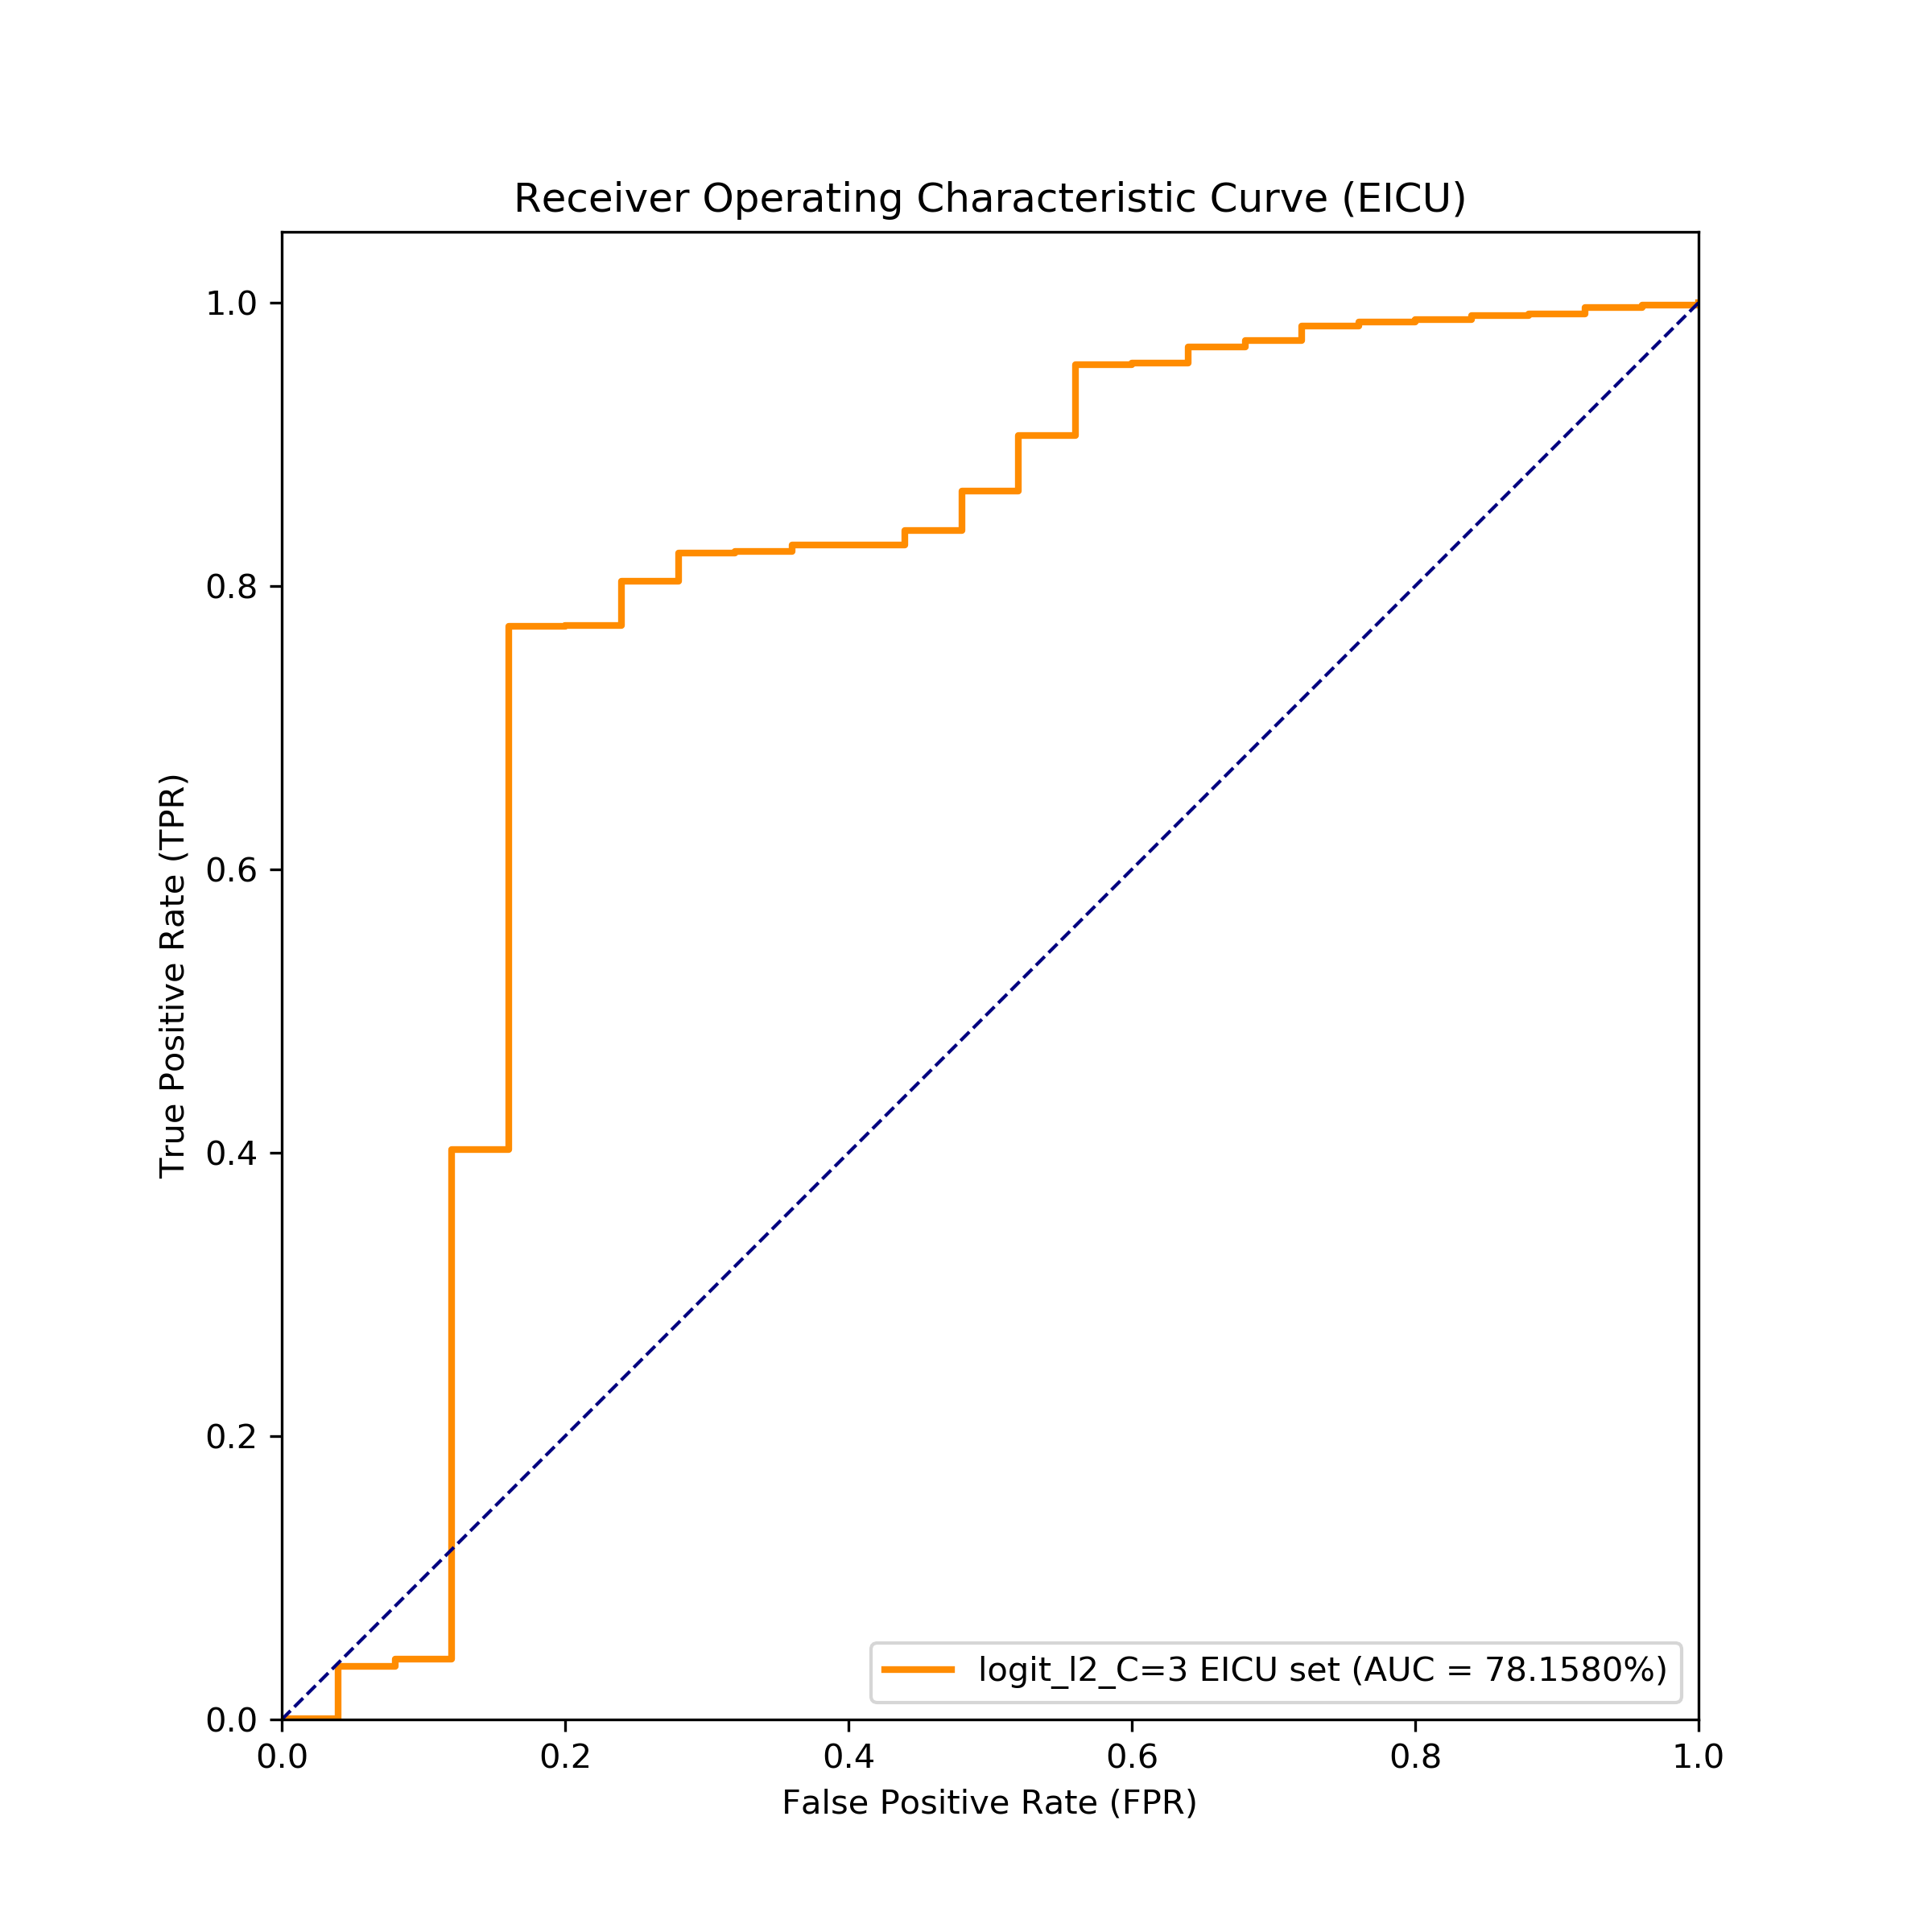 Receiver Operating Characteristic Curve (EICU)
True Positive Rate (TPR)
1.0
0.8
0.6
0.4
0.2
0.0
0.0 0.2 0.4 0.6 0.8 1.0
False Positive Rate (FPR)
logit_l2_C=3 EICU set (AUC = 78.1580%)